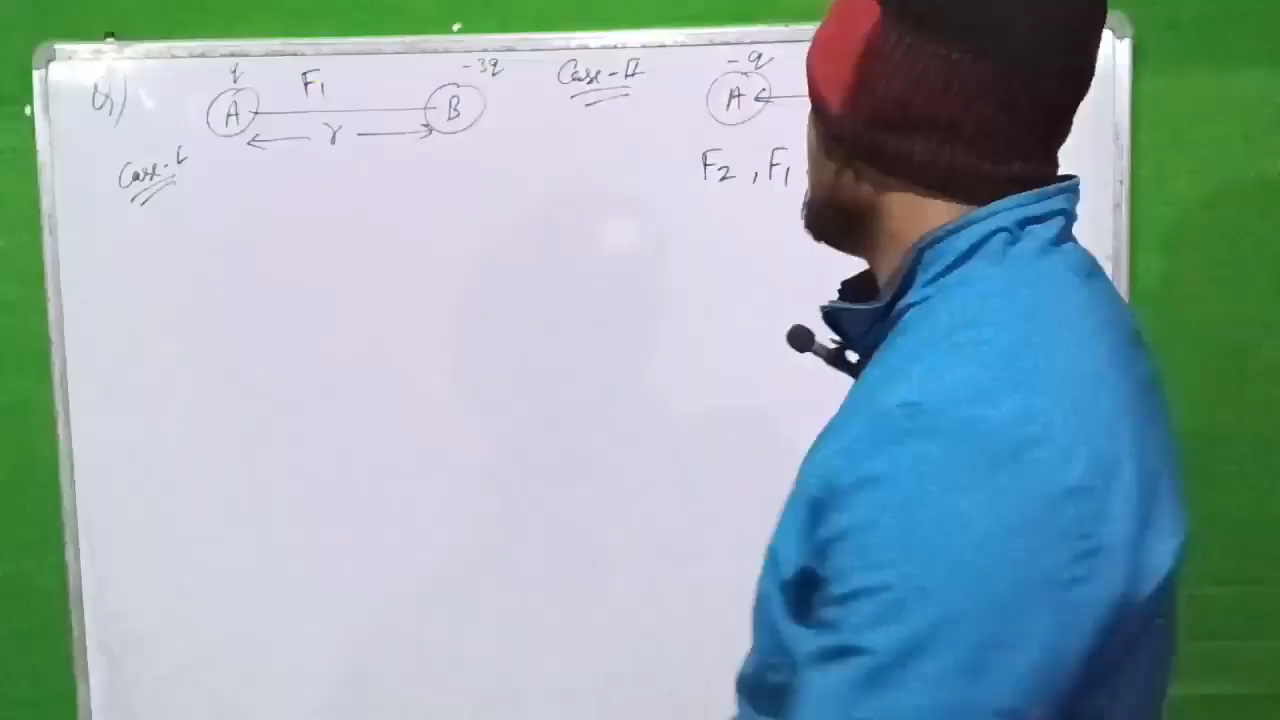 q F₁ -3q Case-II -q
Q) A B A
← r →
Case-I F₂ , F₁